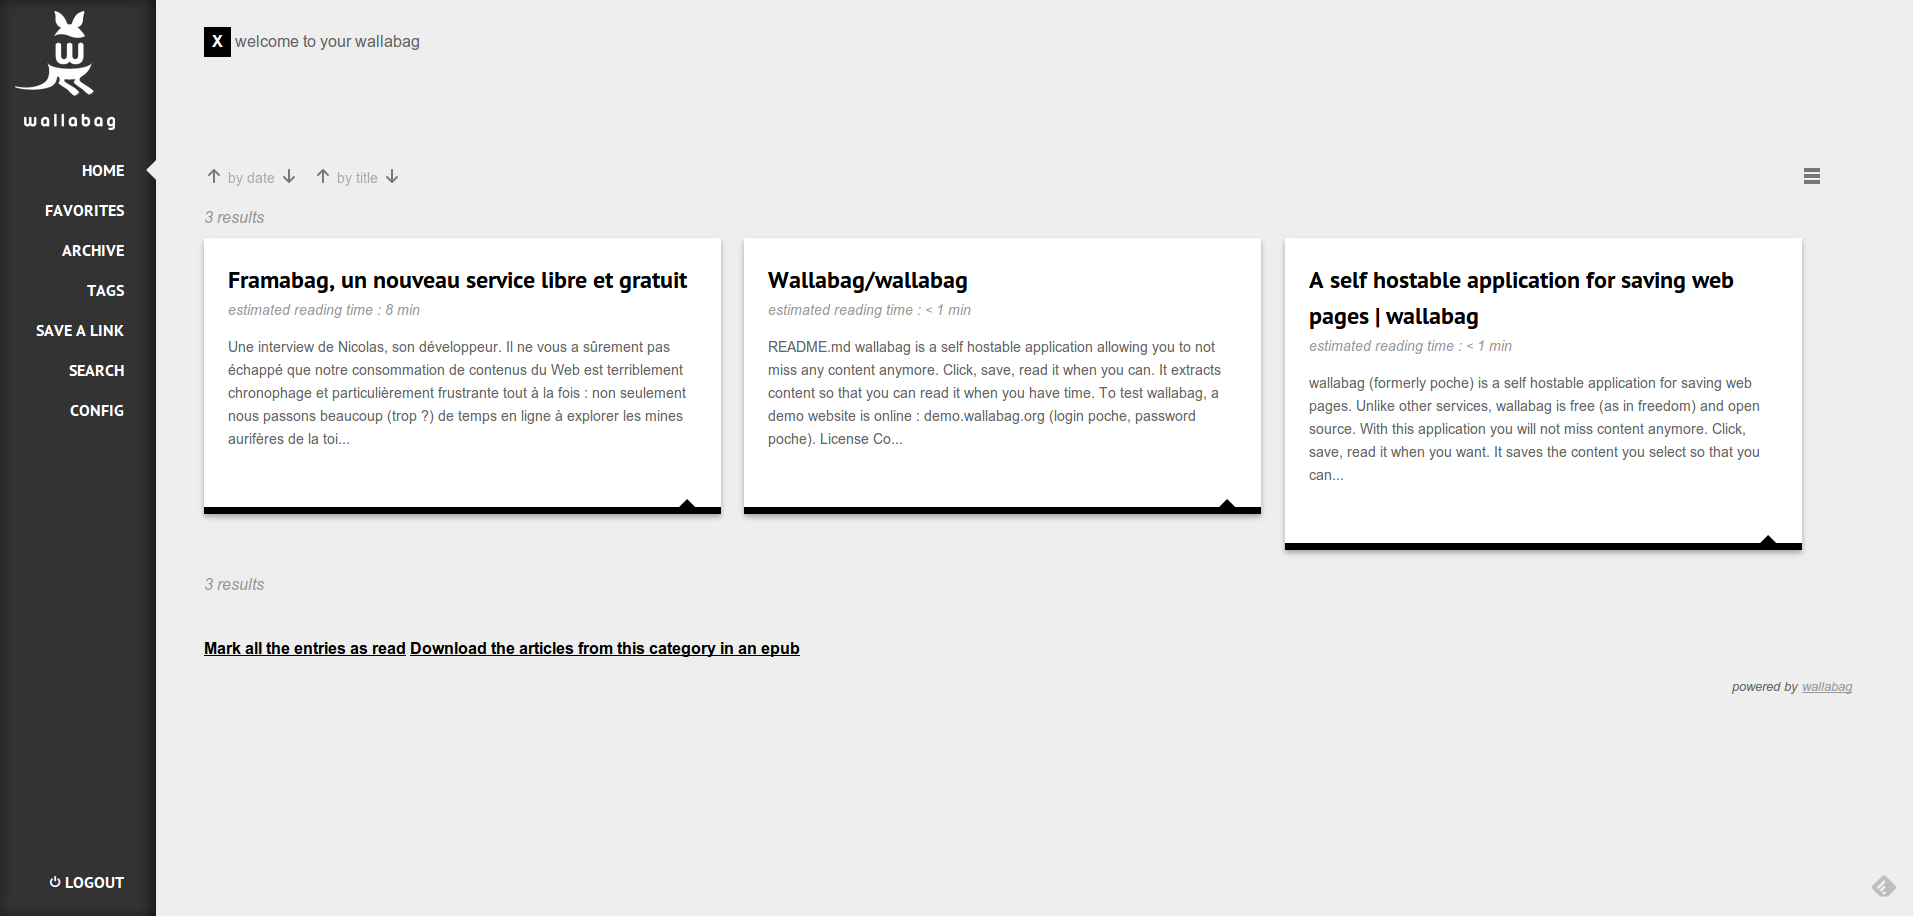 W
wallabag
HOME
FAVORITES
ARCHIVE
TAGS
SAVE A LINK
SEARCH
CONFIG
LOGOUT
X welcome to your wallabag
by date by title
3 results
Framabag, un nouveau service libre et gratuit
estimated reading time : 8 min
Une interview de Nicolas, son développeur. Il ne vous a sûrement pas
échappé que notre consommation de contenus du Web est terriblement
chronophage et particulièrement frustrante tout à la fois : non seulement
nous passons beaucoup (trop ?) de temps en ligne à explorer les mines
aurifères de la toi...
Wallabag/wallabag
estimated reading time : < 1 min
README.md wallabag is a self hostable application allowing you to not
miss any content anymore. Click, save, read it when you can. It extracts
content so that you can read it when you have time. To test wallabag, a
demo website is online : demo.wallabag.org (login poche, password
poche). License Co...
A self hostable application for saving web
pages | wallabag
estimated reading time : < 1 min
wallabag (formerly poche) is a self hostable application for saving web
pages. Unlike other services, wallabag is free (as in freedom) and open
source. With this application you will not miss content anymore. Click,
save, read it when you want. It saves the content you select so that you
can...
3 results
Mark all the entries as read Download the articles from this category in an epub
powered by wallabag